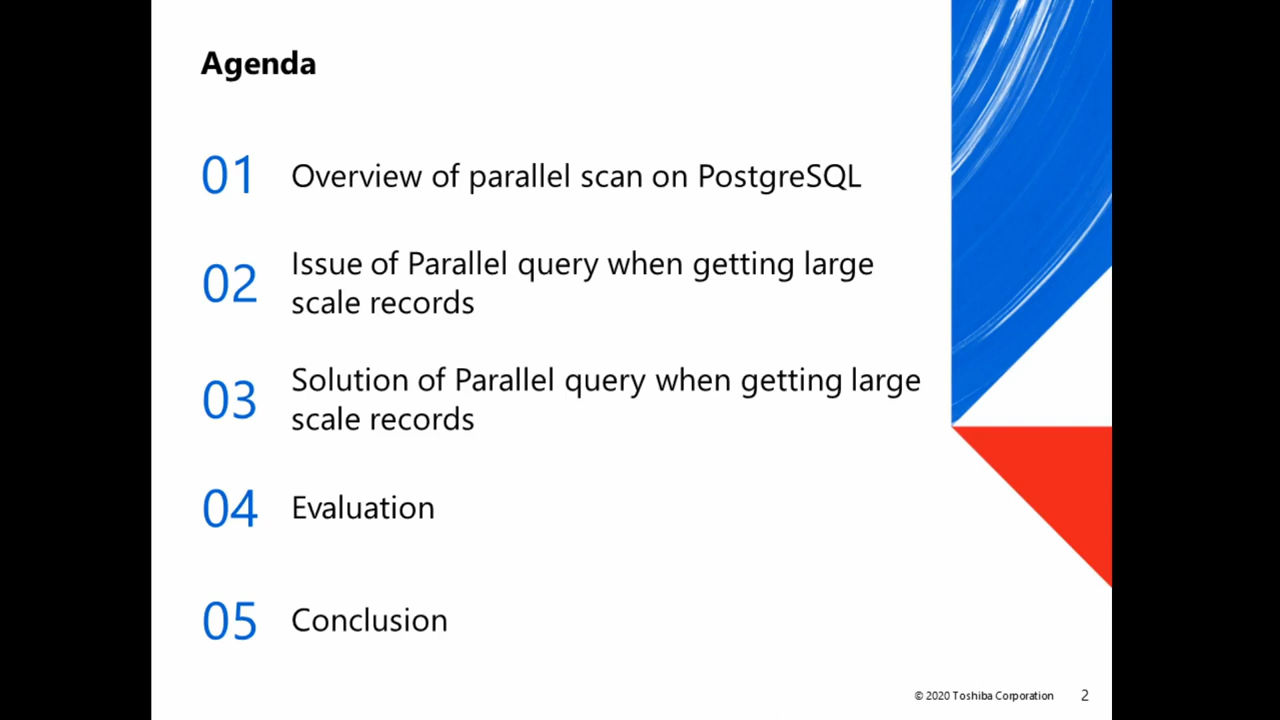 Agenda
01 Overview of parallel scan on PostgreSQL
02 Issue of Parallel query when getting large
scale records
03 Solution of Parallel query when getting large
scale records
04 Evaluation
05 Conclusion
© 2020 Toshiba Corporation 2